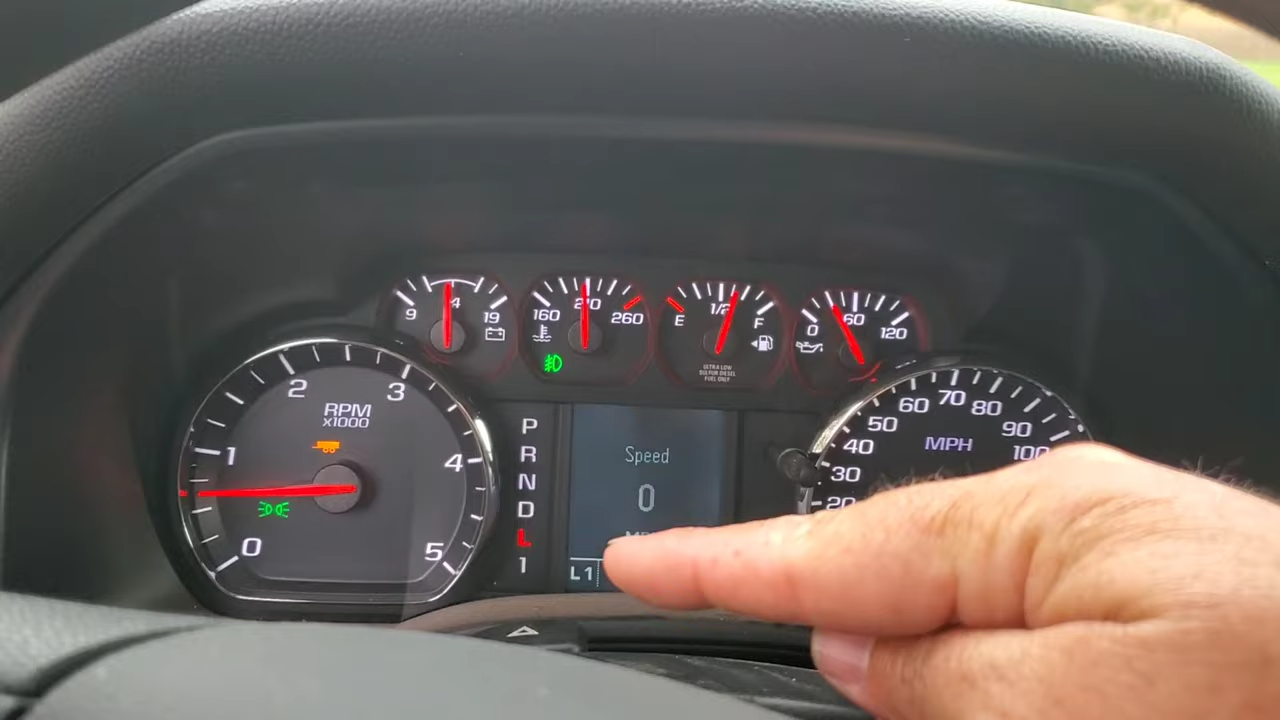 9 14 19
160 210 260
E 1/2 F
ULTRA LOW
SULFUR DIESEL
FUEL ONLY
0 60 120
RPM
x1000
0
1
2
3
4
5
P
R
N
D
L
1
Speed
0
L1
20
30
40
50
60
70
80
90
100
MPH